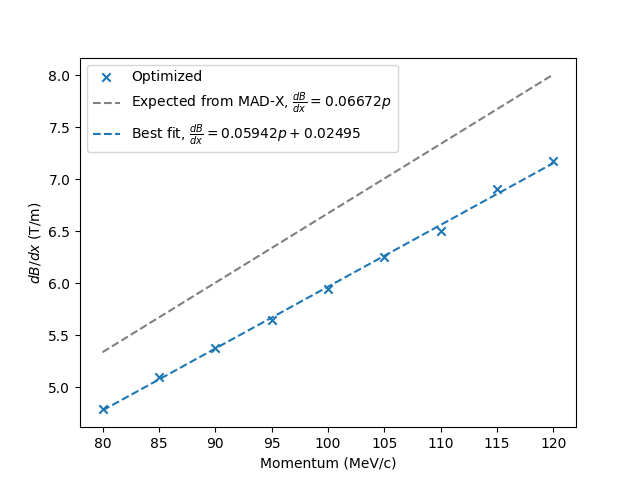 Optimized
Expected from MAD-X, dB/dx = 0.06672p
Best fit, dB/dx = 0.05942p + 0.02495
8.0
7.5
7.0
6.5
6.0
5.5
5.0
dB/dx (T/m)
80 85 90 95 100 105 110 115 120
Momentum (MeV/c)